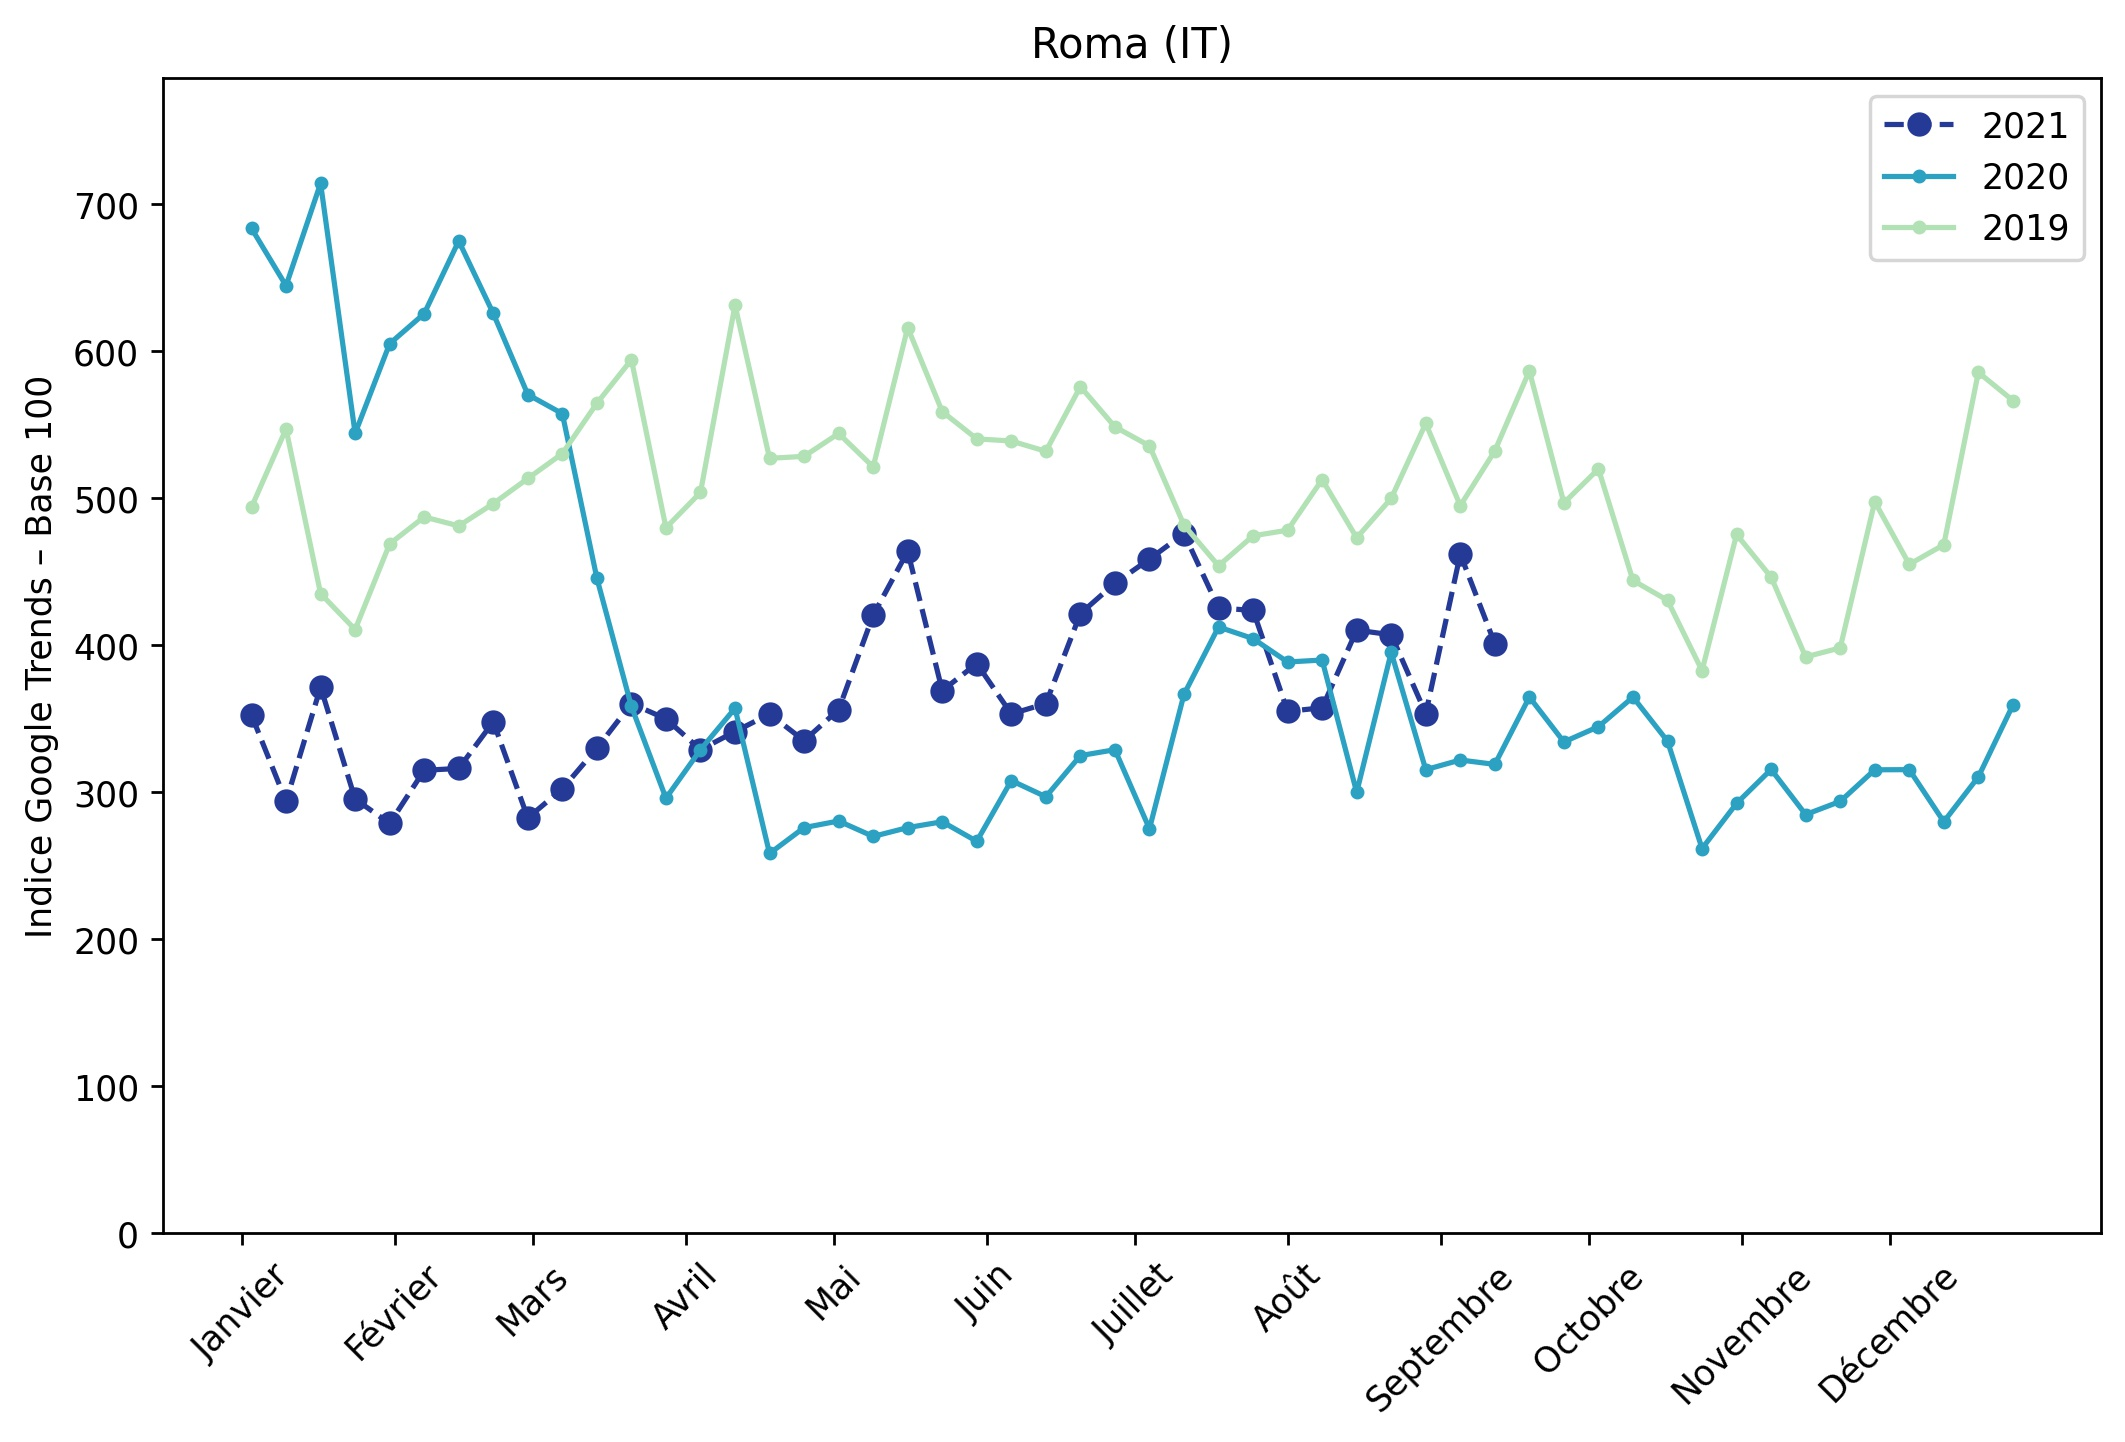 Roma (IT)
2021
2020
2019
Indice Google Trends – Base 100
700
600
500
400
300
200
100
0
Janvier
Février
Mars
Avril
Mai
Juin
Juillet
Août
Septembre
Octobre
Novembre
Décembre